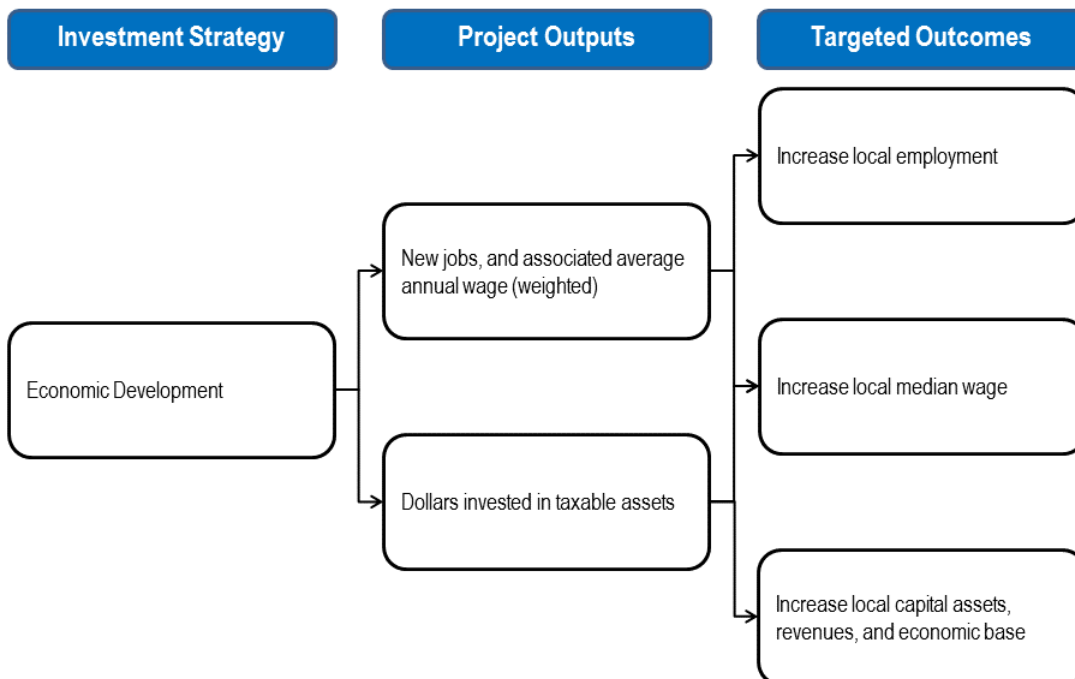 Investment Strategy
Project Outputs
Targeted Outcomes
Increase local employment
New jobs, and associated average
annual wage (weighted)
Economic Development
Increase local median wage
Dollars invested in taxable assets
Increase local capital assets,
revenues, and economic base